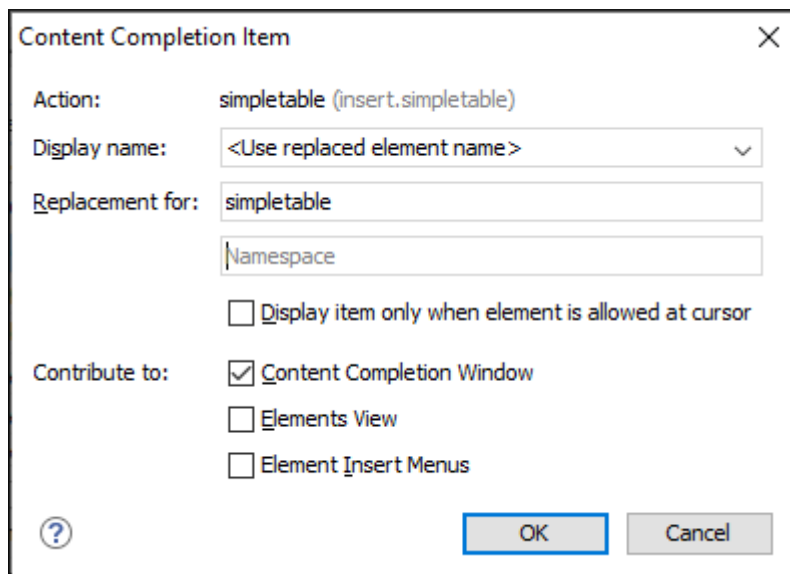 Content Completion Item
Action: simpletable (insert.simpletable)
Display name: <Use replaced element name>
Replacement for: simpletable
Namespace
Display item only when element is allowed at cursor
Contribute to: Content Completion Window
Elements View
Element Insert Menus
? OK Cancel